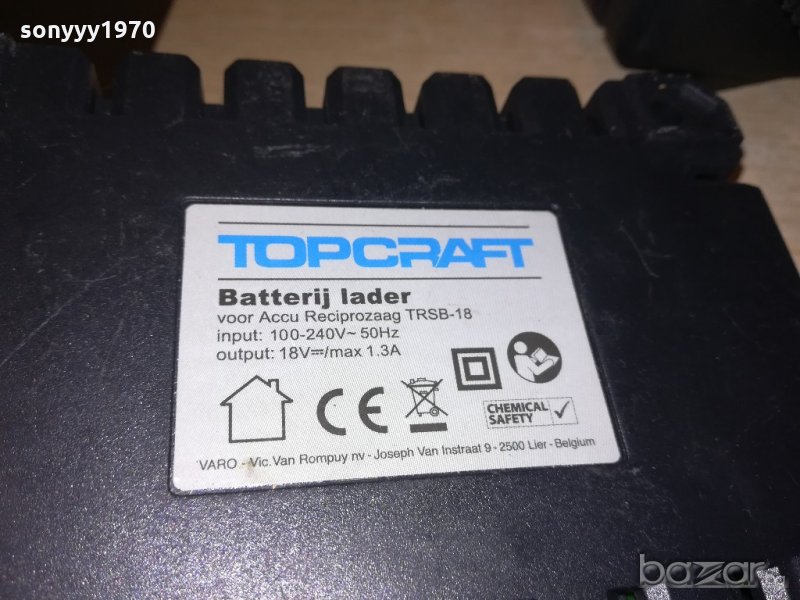 sonyyy1970
TOPCRAFT
Batterij lader
voor Accu Reciprozaag TRSB-18
input: 100-240V~ 50Hz
output: 18V⎓/max 1.3A
CE
CHEMICAL
SAFETY
VARO - Vic. Van Rompuy nv - Joseph Van Instraat 9 - 2500 Lier - Belgium
bazar